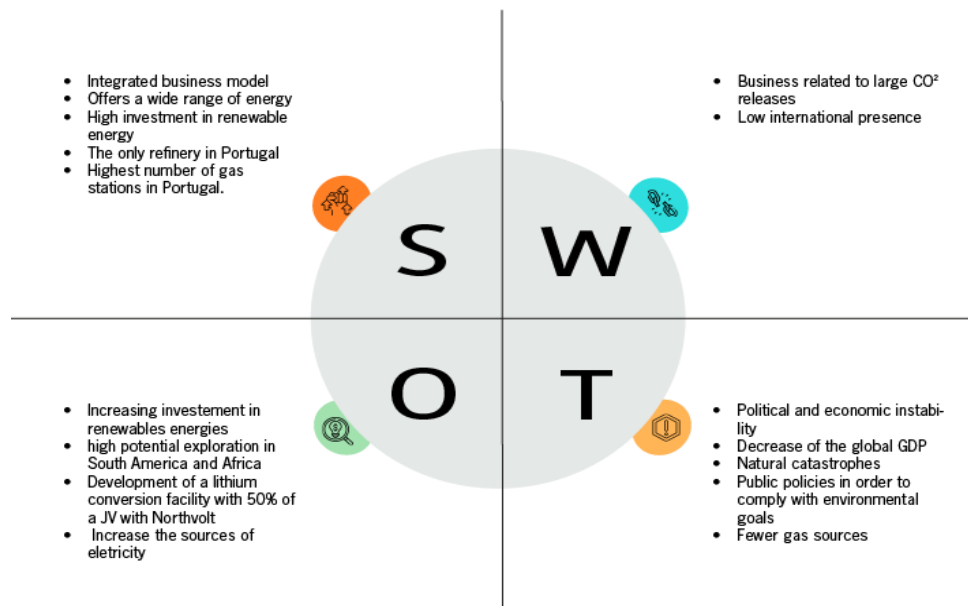 • Integrated business model
• Offers a wide range of energy
• High investment in renewable
energy
• The only refinery in Portugal
• Highest number of gas
stations in Portugal.
• Business related to large CO² 
releases
• Low international presence
S
W
O
T
• Increasing investement in
renewables energies
• high potential exploration in
South America and Africa
• Development of a lithium
conversion facility with 50% of
a JV with Northvolt
• Increase the sources of
eletricity
• Political and economic instabi-
lity
• Decrease of the global GDP
• Natural catastrophes
• Public policies in order to
comply with environmental
goals
• Fewer gas sources